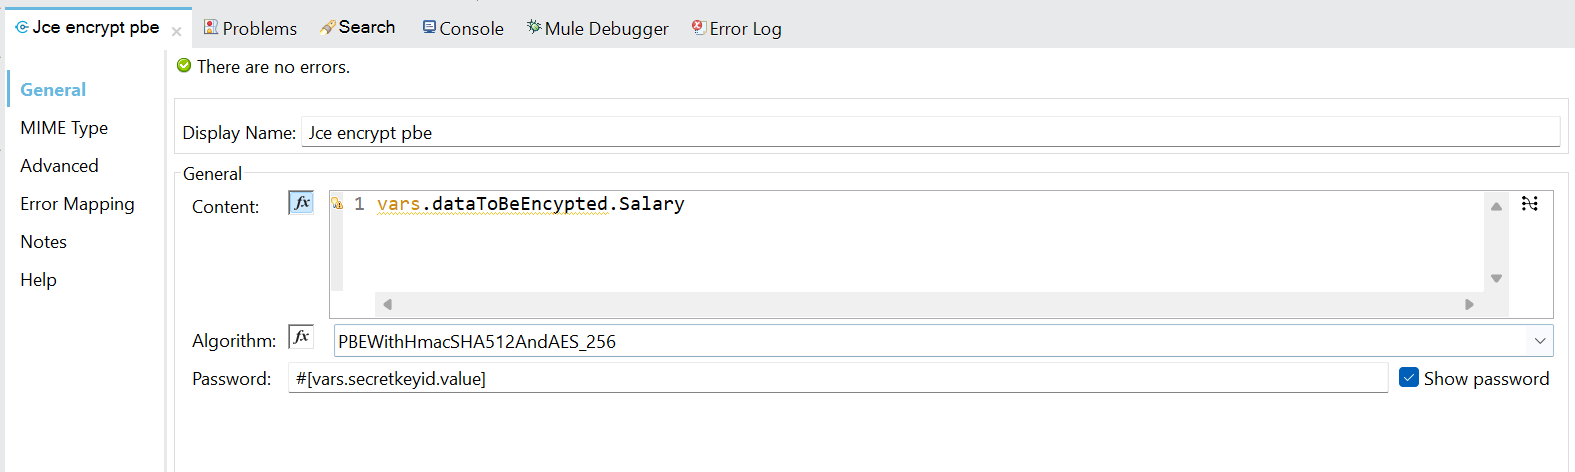 Jce encrypt pbe Problems Search Console Mule Debugger Error Log
There are no errors.
General
MIME Type
Advanced
Error Mapping
Notes
Help
Display Name: Jce encrypt pbe
General
Content: fx 1 vars.dataToBeEncypted.Salary
Algorithm: fx PBEWithHmacSHA512AndAES_256
Password: #[vars.secretkeyid.value] Show password